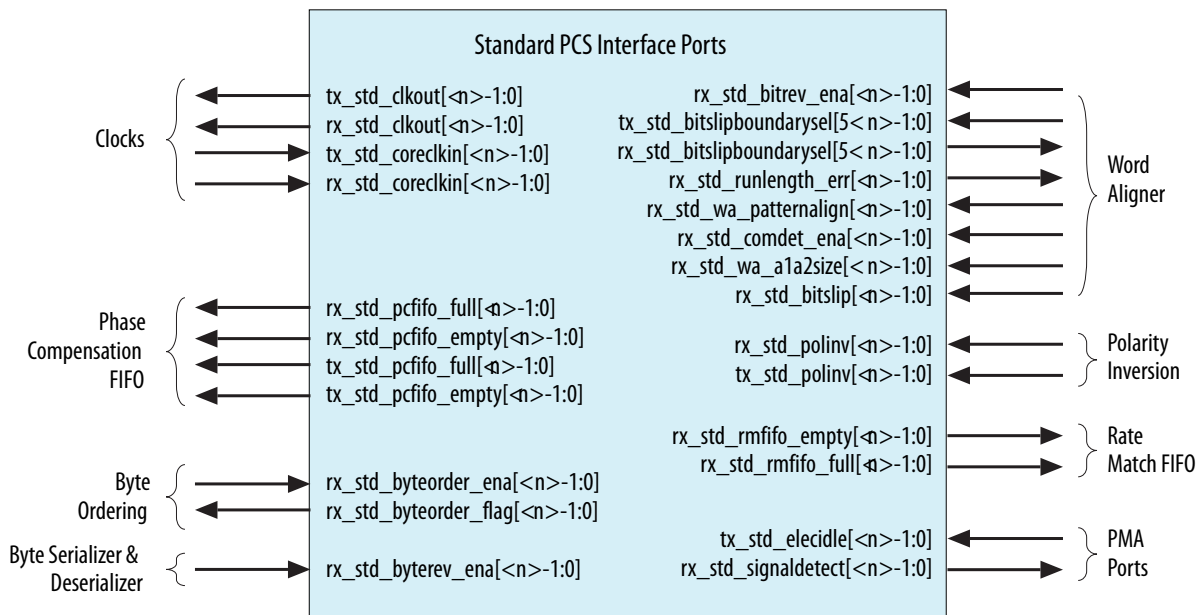 Standard PCS Interface Ports
Clocks
tx_std_clkout[<n>-1:0]
rx_std_clkout[<n>-1:0]
tx_std_coreclkin[<n>-1:0]
rx_std_coreclkin[<n>-1:0]
Phase
Compensation
FIFO
rx_std_pcfifo_full[<n>-1:0]
rx_std_pcfifo_empty[<n>-1:0]
tx_std_pcfifo_full[<n>-1:0]
tx_std_pcfifo_empty[<n>-1:0]
Byte
Ordering
rx_std_byteorder_ena[<n>-1:0]
rx_std_byteorder_flag[<n>-1:0]
Byte Serializer &
Deserializer
rx_std_byterev_ena[<n>-1:0]
rx_std_bitrev_ena[<n>-1:0]
tx_std_bitslipboundarysel[5<n>-1:0]
rx_std_bitslipboundarysel[5<n>-1:0]
rx_std_runlength_err[<n>-1:0]
rx_std_wa_patternalign[<n>-1:0]
rx_std_comdet_ena[<n>-1:0]
rx_std_wa_a1a2size[<n>-1:0]
rx_std_bitslip[<n>-1:0]
Word
Aligner
rx_std_polinv[<n>-1:0]
tx_std_polinv[<n>-1:0]
Polarity
Inversion
rx_std_rmfifo_empty[<n>-1:0]
rx_std_rmfifo_full[<n>-1:0]
Rate
Match FIFO
tx_std_elecidle[<n>-1:0]
rx_std_signaldetect[<n>-1:0]
PMA
Ports